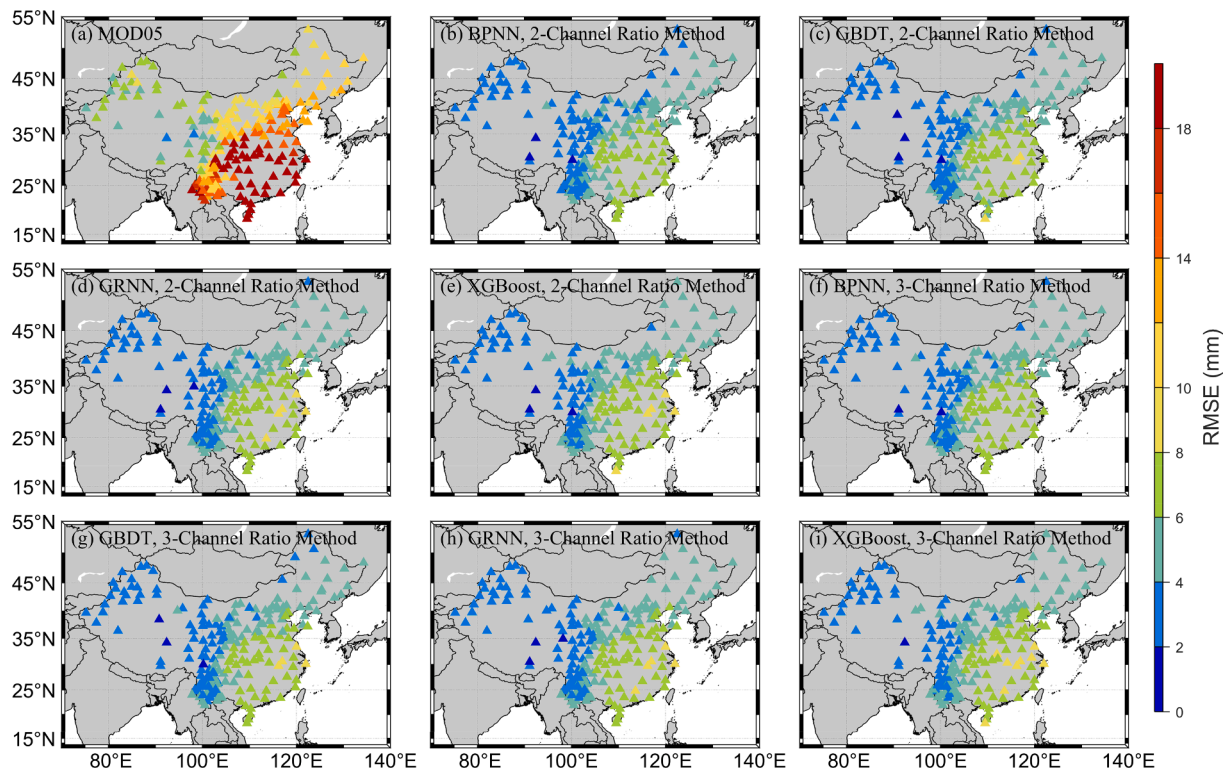 55°N
45°N
35°N
25°N
15°N
(a) MOD05
(b) BPNN, 2-Channel Ratio Method
(c) GBDT, 2-Channel Ratio Method
55°N
45°N
35°N
25°N
15°N
(d) GRNN, 2-Channel Ratio Method
(e) XGBoost, 2-Channel Ratio Method
(f) BPNN, 3-Channel Ratio Method
55°N
45°N
35°N
25°N
15°N
(g) GBDT, 3-Channel Ratio Method
(h) GRNN, 3-Channel Ratio Method
(i) XGBoost, 3-Channel Ratio Method
80°E 100°E 120°E 140°E
80°E 100°E 120°E 140°E
80°E 100°E 120°E 140°E
18
14
10
8
6
4
2
0
RMSE (mm)